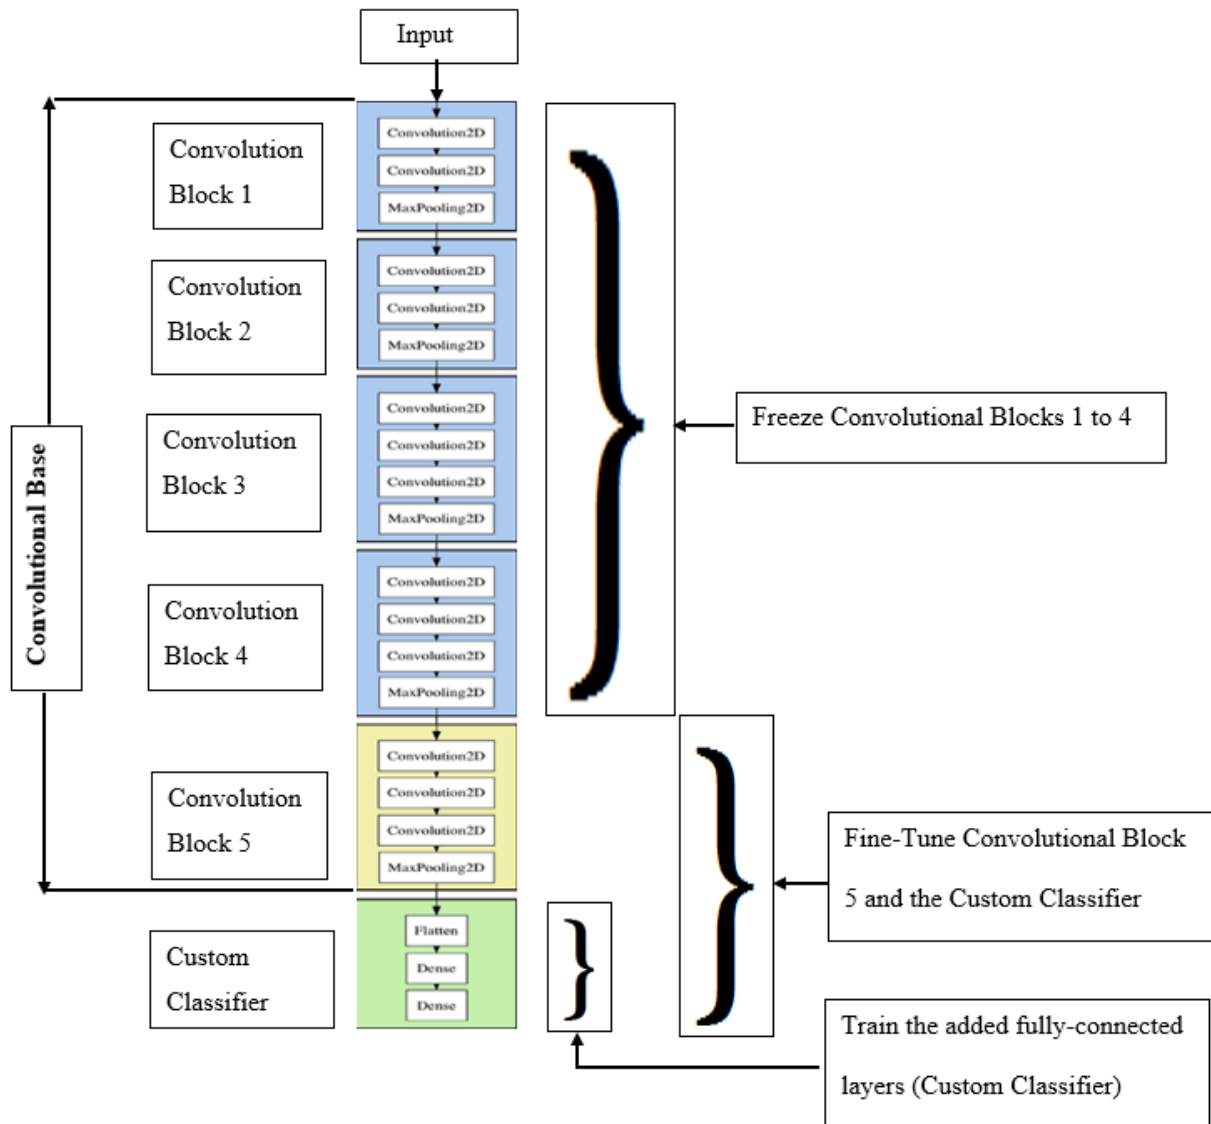 Input
Convolution
Block 1
Convolution2D
Convolution2D
MaxPooling2D
Convolution
Block 2
Convolution2D
Convolution2D
MaxPooling2D
Convolution
Block 3
Convolution2D
Convolution2D
Convolution2D
MaxPooling2D
Freeze Convolutional Blocks 1 to 4
Convolutional Base
Convolution
Block 4
Convolution2D
Convolution2D
Convolution2D
MaxPooling2D
Convolution
Block 5
Convolution2D
Convolution2D
Convolution2D
MaxPooling2D
Fine-Tune Convolutional Block
5 and the Custom Classifier
Custom
Classifier
Flatten
Dense
Dense
Train the added fully-connected
layers (Custom Classifier)